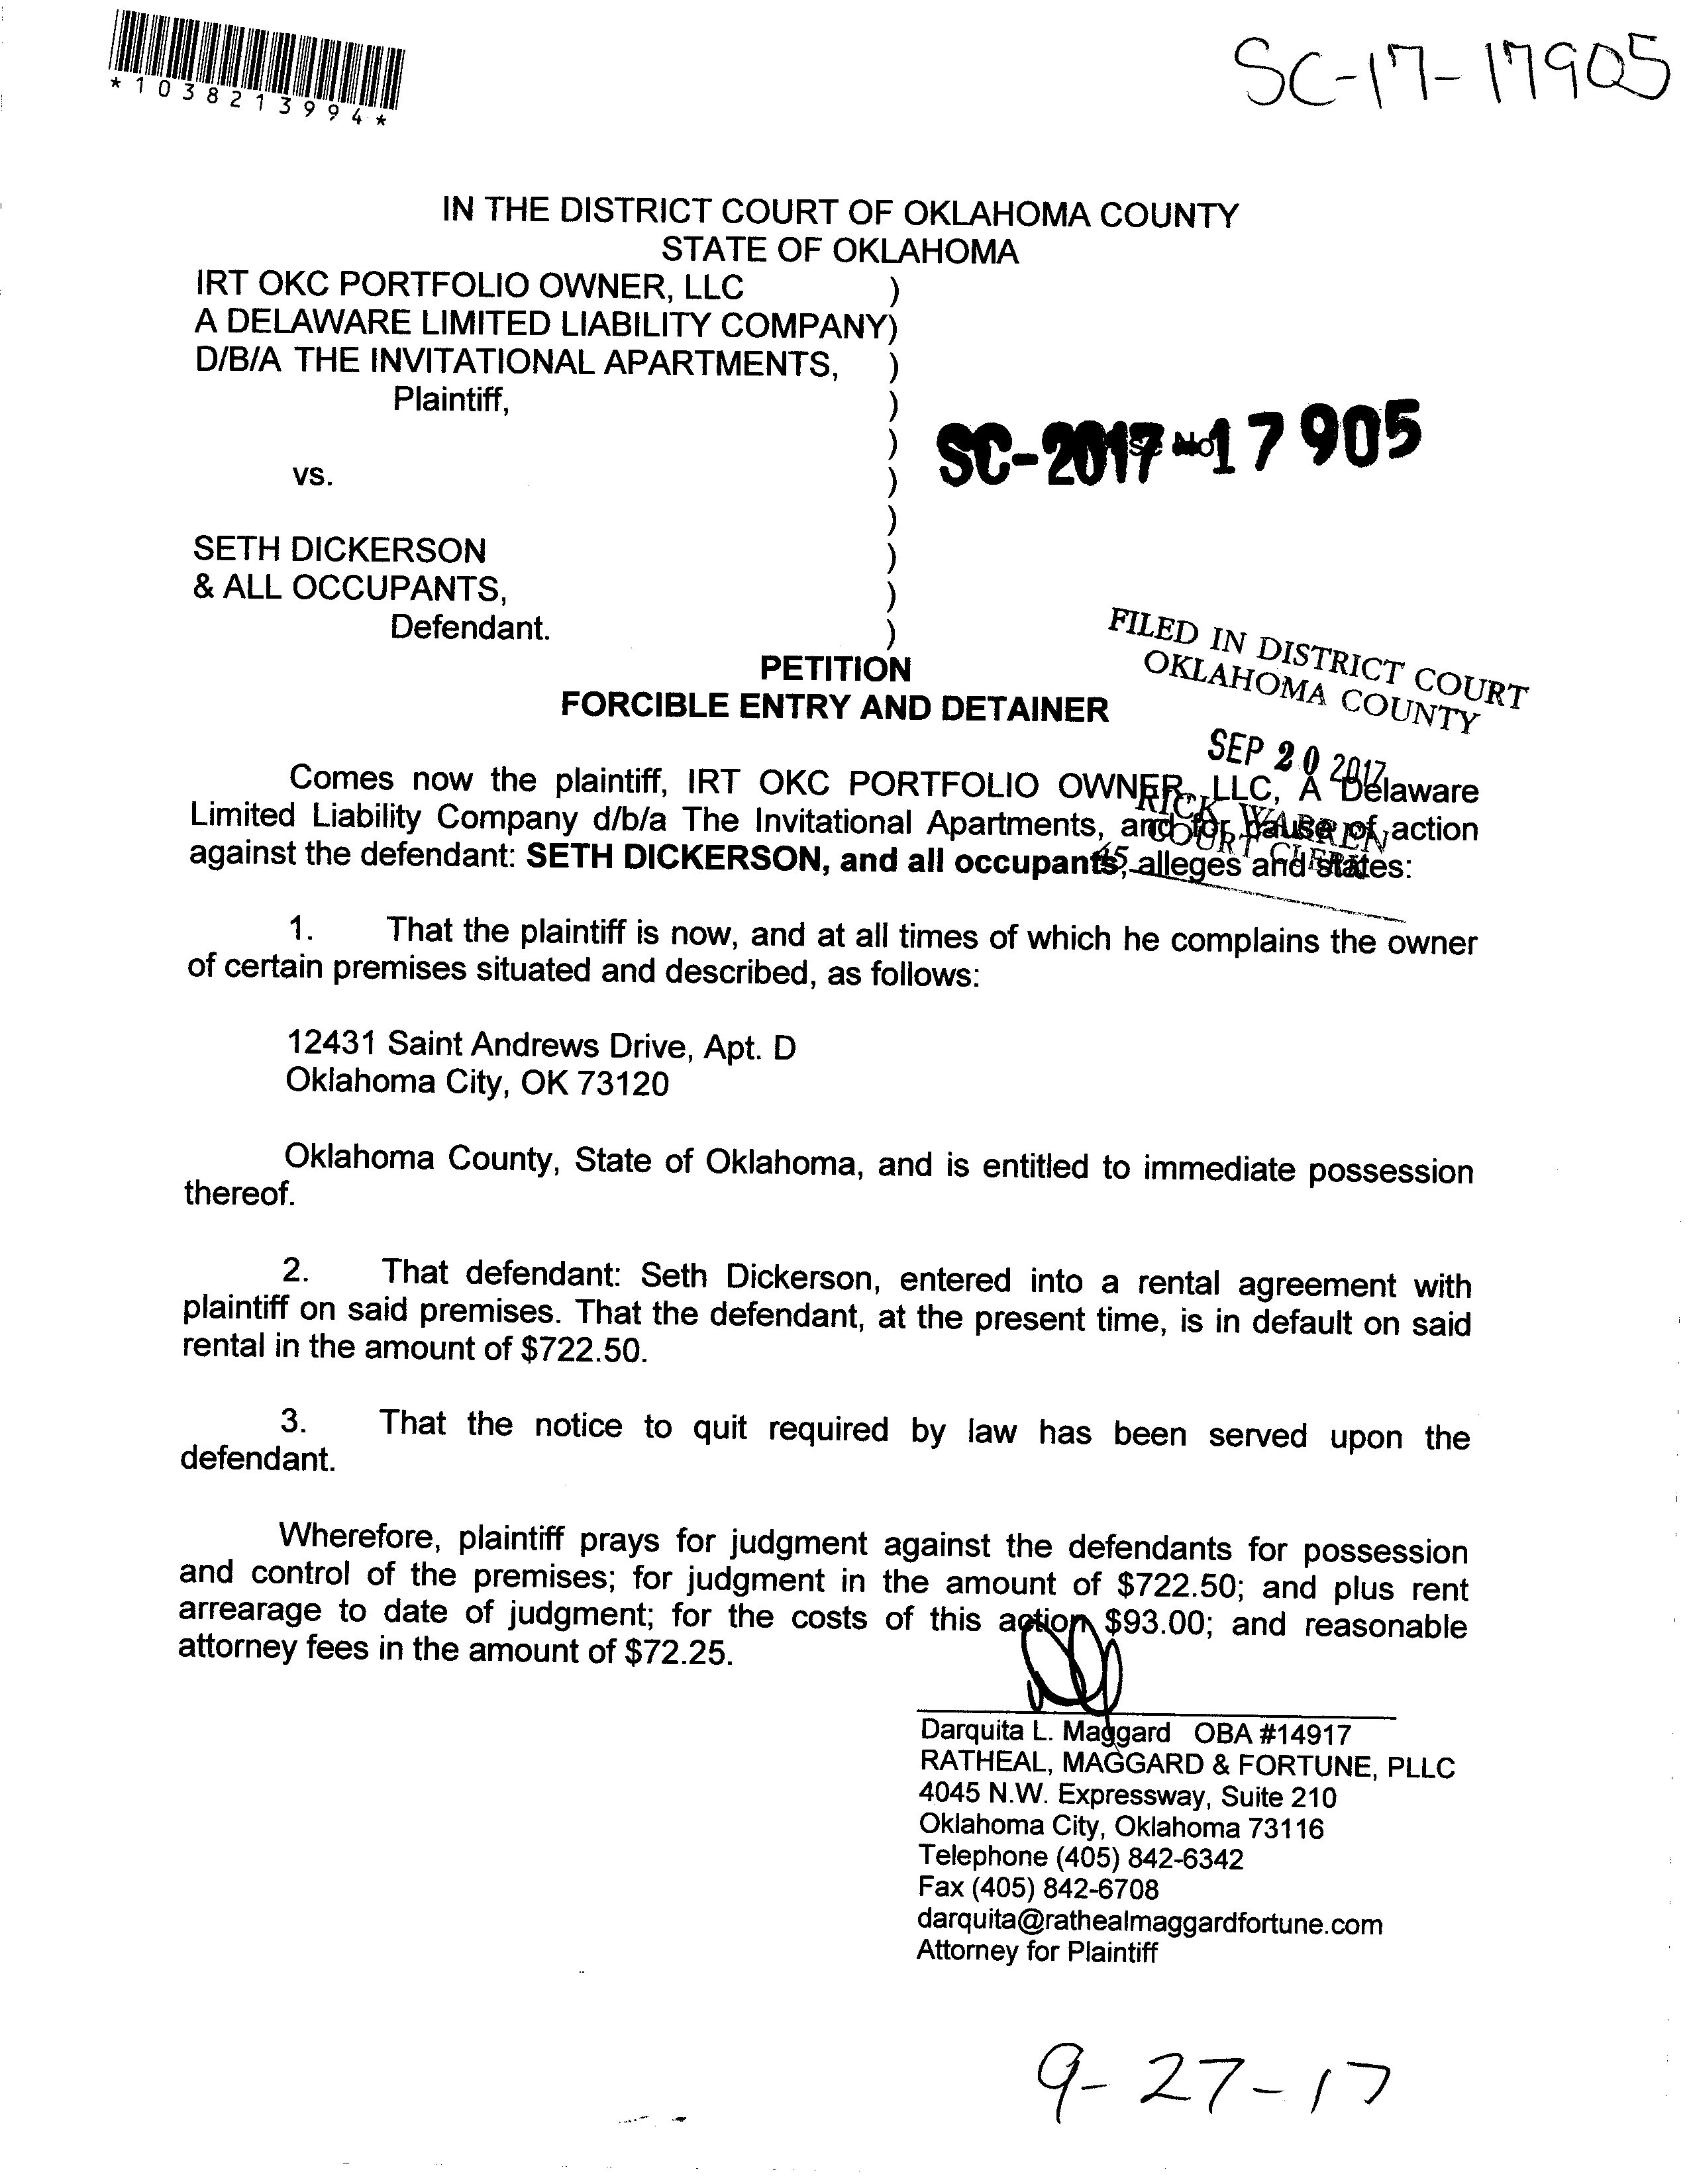 *1038213994*
SC-17-17905
IN THE DISTRICT COURT OF OKLAHOMA COUNTY
STATE OF OKLAHOMA
IRT OKC PORTFOLIO OWNER, LLC )
A DELAWARE LIMITED LIABILITY COMPANY)
D/B/A THE INVITATIONAL APARTMENTS, )
Plaintiff, )
)
SC-2017-17905
vs. )
)
SETH DICKERSON )
& ALL OCCUPANTS, )
Defendant. )
FILED IN DISTRICT COURT
OKLAHOMA COUNTY
PETITION
FORCIBLE ENTRY AND DETAINER
SEP 20 2017
RICK WARREN
COURT CLERK
45
Comes now the plaintiff, IRT OKC PORTFOLIO OWNER, LLC, A Delaware
Limited Liability Company d/b/a The Invitational Apartments, and for cause of action
against the defendant: SETH DICKERSON, and all occupants, alleges and states:
1. That the plaintiff is now, and at all times of which he complains the owner
of certain premises situated and described, as follows:
12431 Saint Andrews Drive, Apt. D
Oklahoma City, OK 73120
Oklahoma County, State of Oklahoma, and is entitled to immediate possession
thereof.
2. That defendant: Seth Dickerson, entered into a rental agreement with
plaintiff on said premises. That the defendant, at the present time, is in default on said
rental in the amount of $722.50.
3. That the notice to quit required by law has been served upon the
defendant.
Wherefore, plaintiff prays for judgment against the defendants for possession
and control of the premises; for judgment in the amount of $722.50; and plus rent
arrearage to date of judgment; for the costs of this action $93.00; and reasonable
attorney fees in the amount of $72.25.
Darquita L. Maggard OBA #14917
RATHEAL, MAGGARD & FORTUNE, PLLC
4045 N.W. Expressway, Suite 210
Oklahoma City, Oklahoma 73116
Telephone (405) 842-6342
Fax (405) 842-6708
darquita@rathealmaggardfortune.com
Attorney for Plaintiff
9-27-17